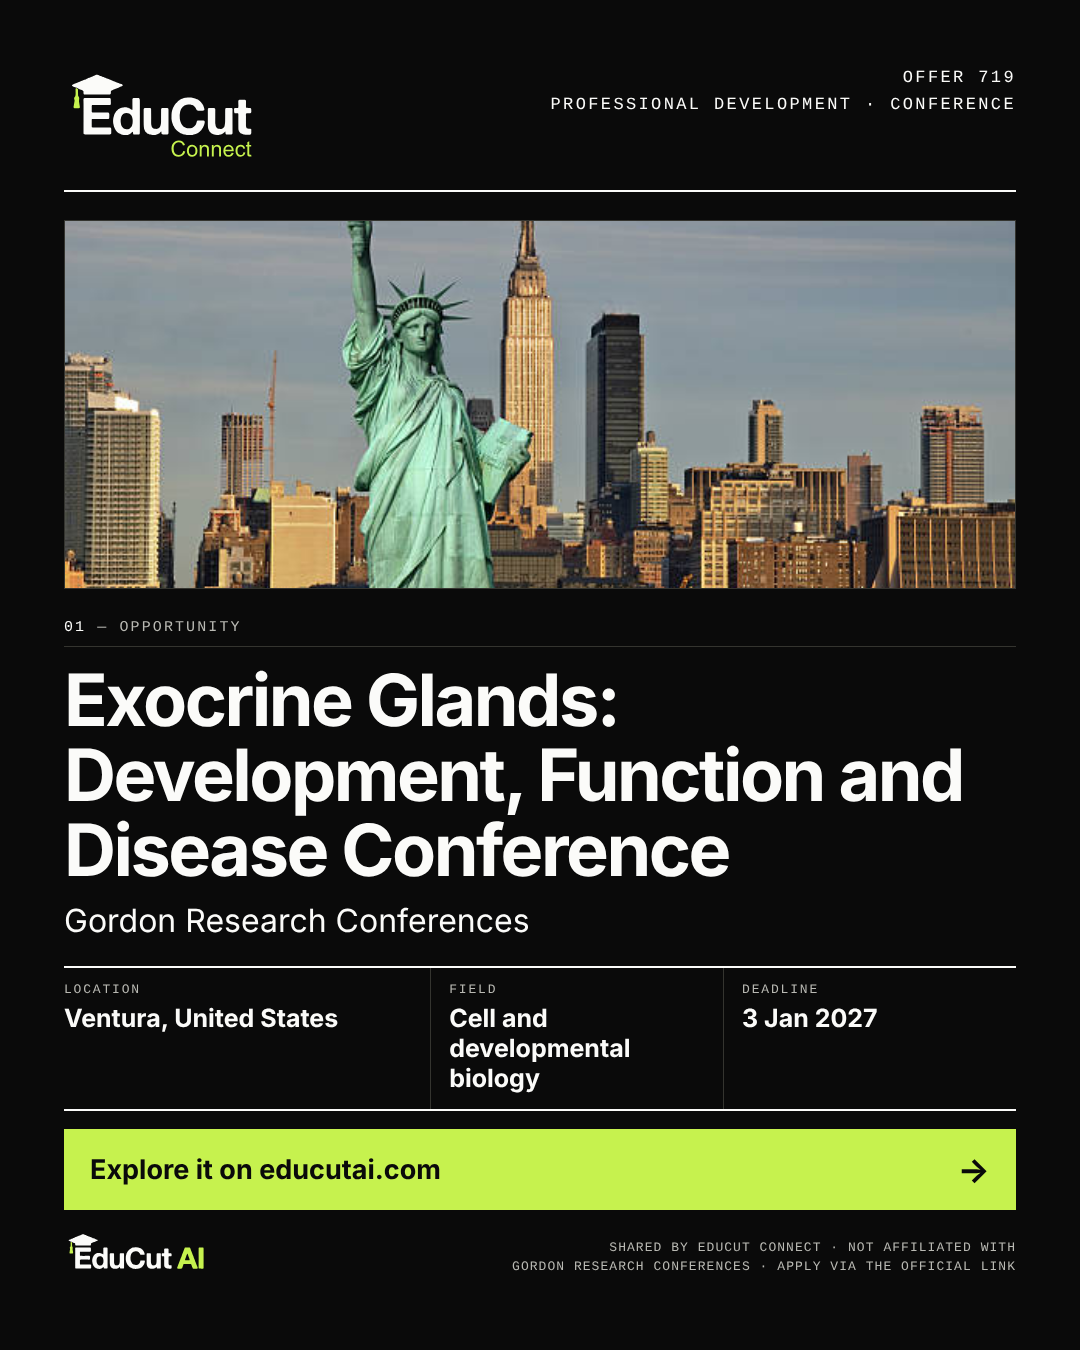 EduCut
Connect
OFFER 719
PROFESSIONAL DEVELOPMENT · CONFERENCE
01 — OPPORTUNITY
Exocrine Glands:
Development, Function and
Disease Conference
Gordon Research Conferences
LOCATION
Ventura, United States
FIELD
Cell and
developmental
biology
DEADLINE
3 Jan 2027
Explore it on educutai.com →
EduCut AI
SHARED BY EDUCUT CONNECT · NOT AFFILIATED WITH
GORDON RESEARCH CONFERENCES · APPLY VIA THE OFFICIAL LINK